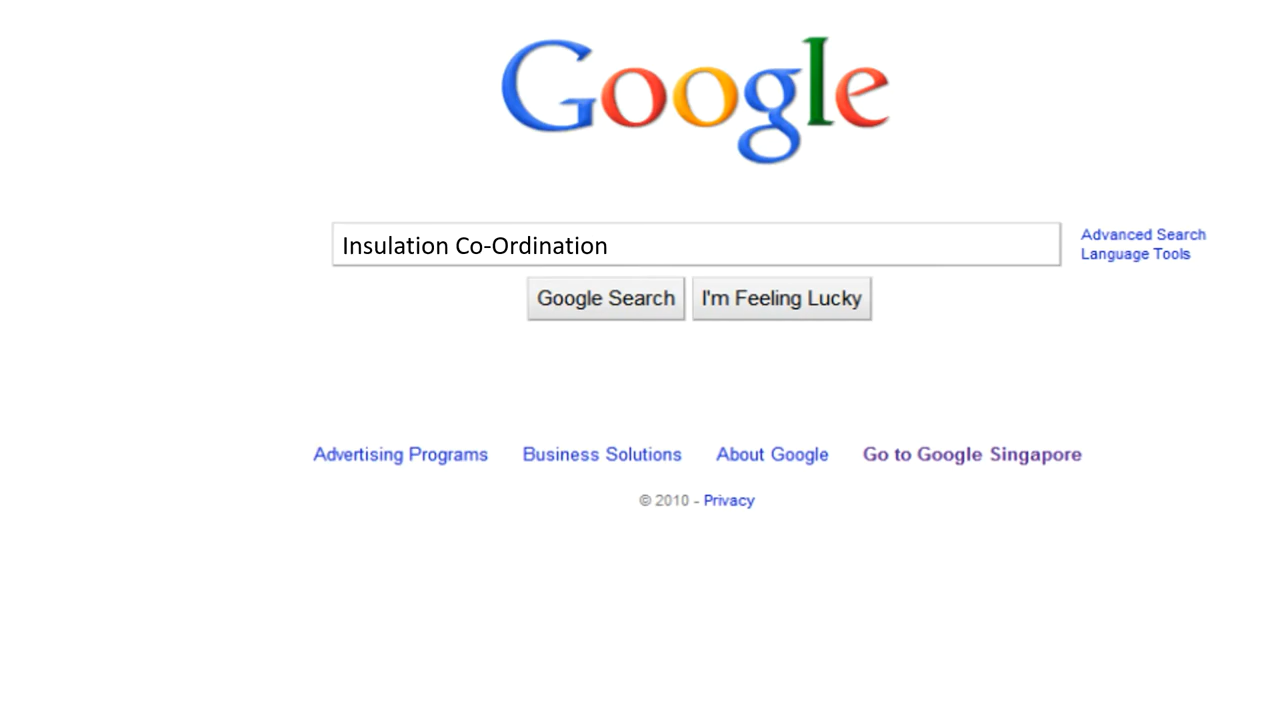 Google
Insulation Co-Ordination
Advanced Search
Language Tools
Google Search I'm Feeling Lucky
Advertising Programs Business Solutions About Google Go to Google Singapore
© 2010 - Privacy